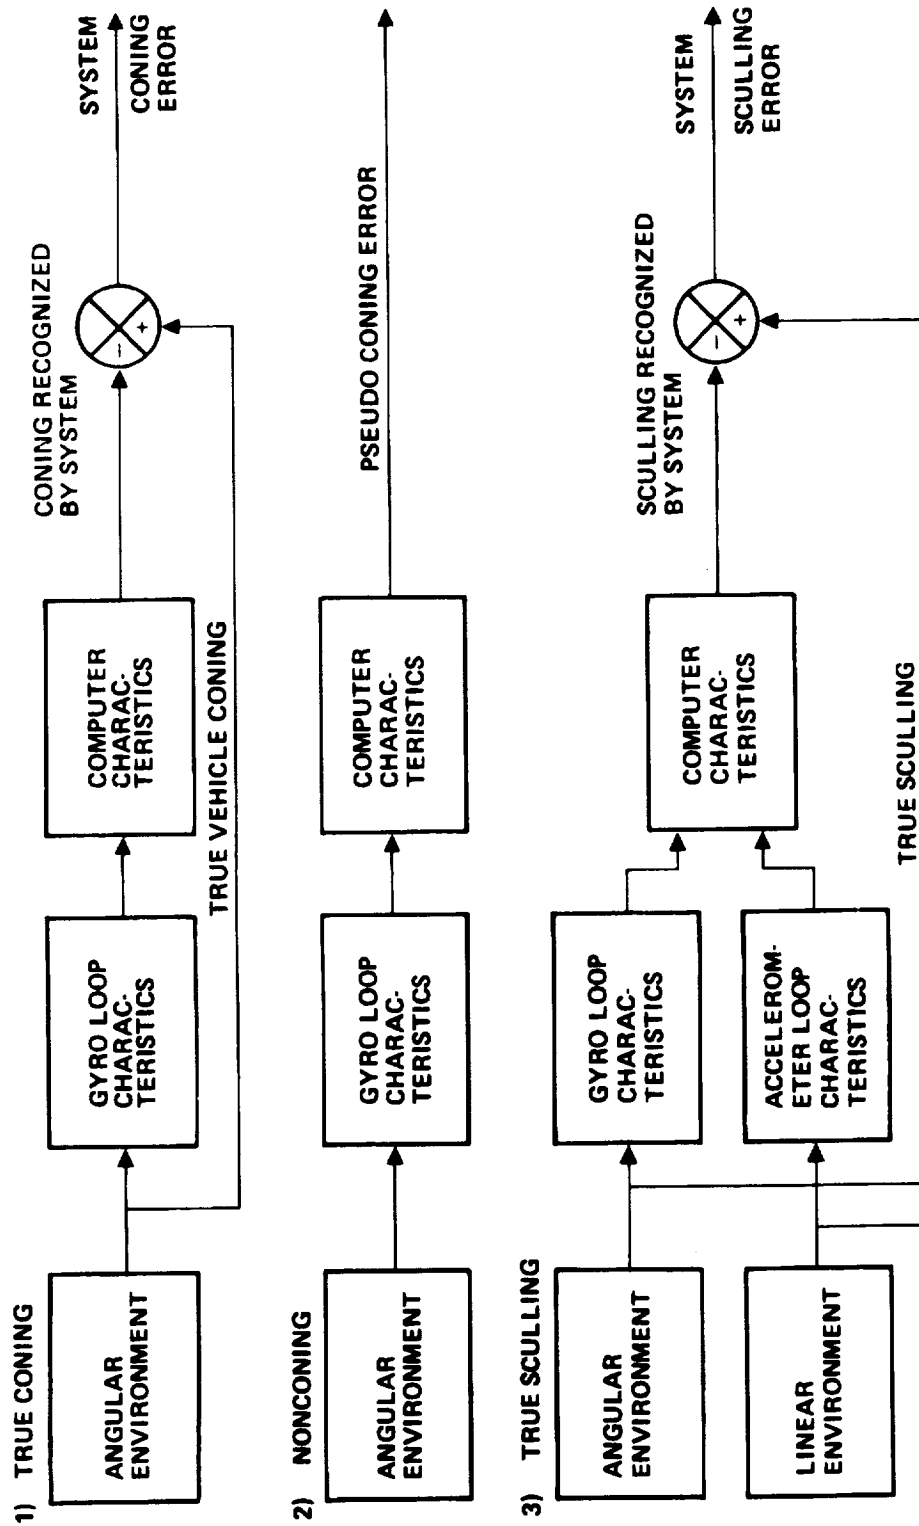 1) TRUE CONING
ANGULAR
ENVIRONMENT
GYRO LOOP
CHARAC-
TERISTICS
COMPUTER
CHARAC-
TERISTICS
CONING RECOGNIZED
BY SYSTEM
-
+
SYSTEM
CONING
ERROR
TRUE VEHICLE CONING
2) NONCONING
ANGULAR
ENVIRONMENT
GYRO LOOP
CHARAC-
TERISTICS
COMPUTER
CHARAC-
TERISTICS
PSEUDO CONING ERROR
3) TRUE SCULLING
ANGULAR
ENVIRONMENT
GYRO LOOP
CHARAC-
TERISTICS
LINEAR
ENVIRONMENT
ACCELEROM-
ETER LOOP
CHARAC-
TERISTICS
COMPUTER
CHARAC-
TERISTICS
SCULLING RECOGNIZED
BY SYSTEM
-
+
SYSTEM
SCULLING
ERROR
TRUE SCULLING